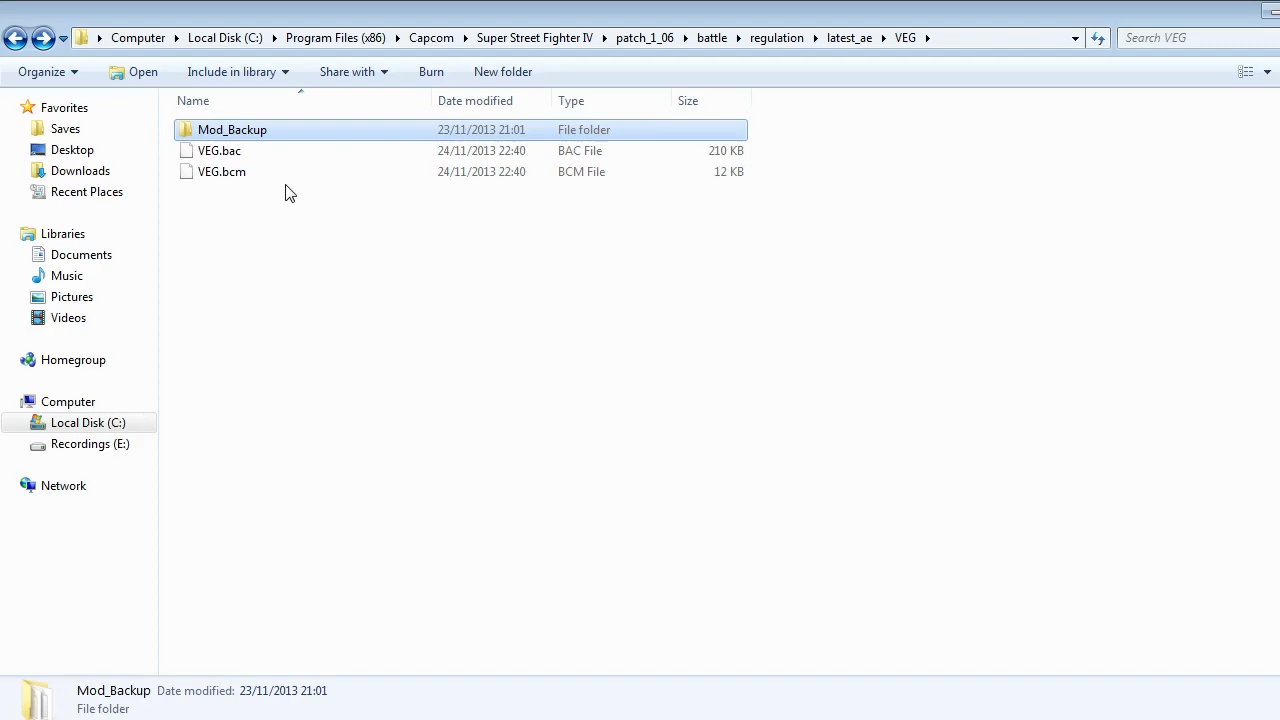 Computer Local Disk (C:) Program Files (x86) Capcom Super Street Fighter IV patch_1_06 battle regulation latest_ae VEG Search VEG
Organize Open Include in library Share with Burn New folder
Name Date modified Type Size
Mod_Backup 23/11/2013 21:01 File folder
VEG.bac 24/11/2013 22:40 BAC File 210 KB
VEG.bcm 24/11/2013 22:40 BCM File 12 KB
Favorites
Saves
Desktop
Downloads
Recent Places
Libraries
Documents
Music
Pictures
Videos
Homegroup
Computer
Local Disk (C:)
Recordings (E:)
Network
Mod_Backup Date modified: 23/11/2013 21:01
File folder